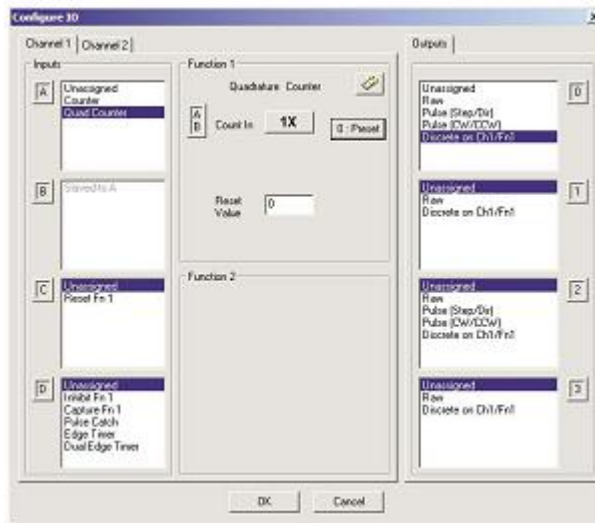 Configure IO
Channel 1
Channel 2
Inputs
A
Unassigned
Counter
Quad Counter
B
Slaved to A
C
Unassigned
Reset Fn 1
D
Unassigned
Inhibit Fn 1
Capture Fn 1
Pulse Catch
Edge Timer
Dual Edge Timer
Function 1
Quadrature Counter
A
B
Count In
1X
0 : Preset
Reset
Value
0
Function 2
Outputs
Unassigned
Raw
Pulse (Step/Dir)
Pulse (CW/CCW)
Discrete on Ch1/Fn1
0
Unassigned
Raw
Discrete on Ch1/Fn1
1
Unassigned
Raw
Pulse (Step/Dir)
Pulse (CW/CCW)
Discrete on Ch1/Fn1
2
Unassigned
Raw
Discrete on Ch1/Fn1
3
OK
Cancel